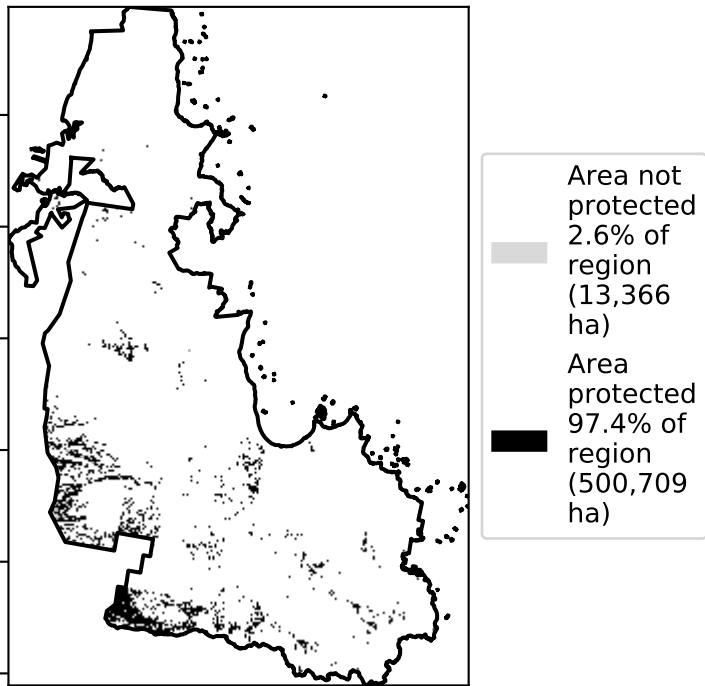 Area not
protected
2.6% of
region
(13,366
ha)
Area
protected
97.4% of
region
(500,709
ha)